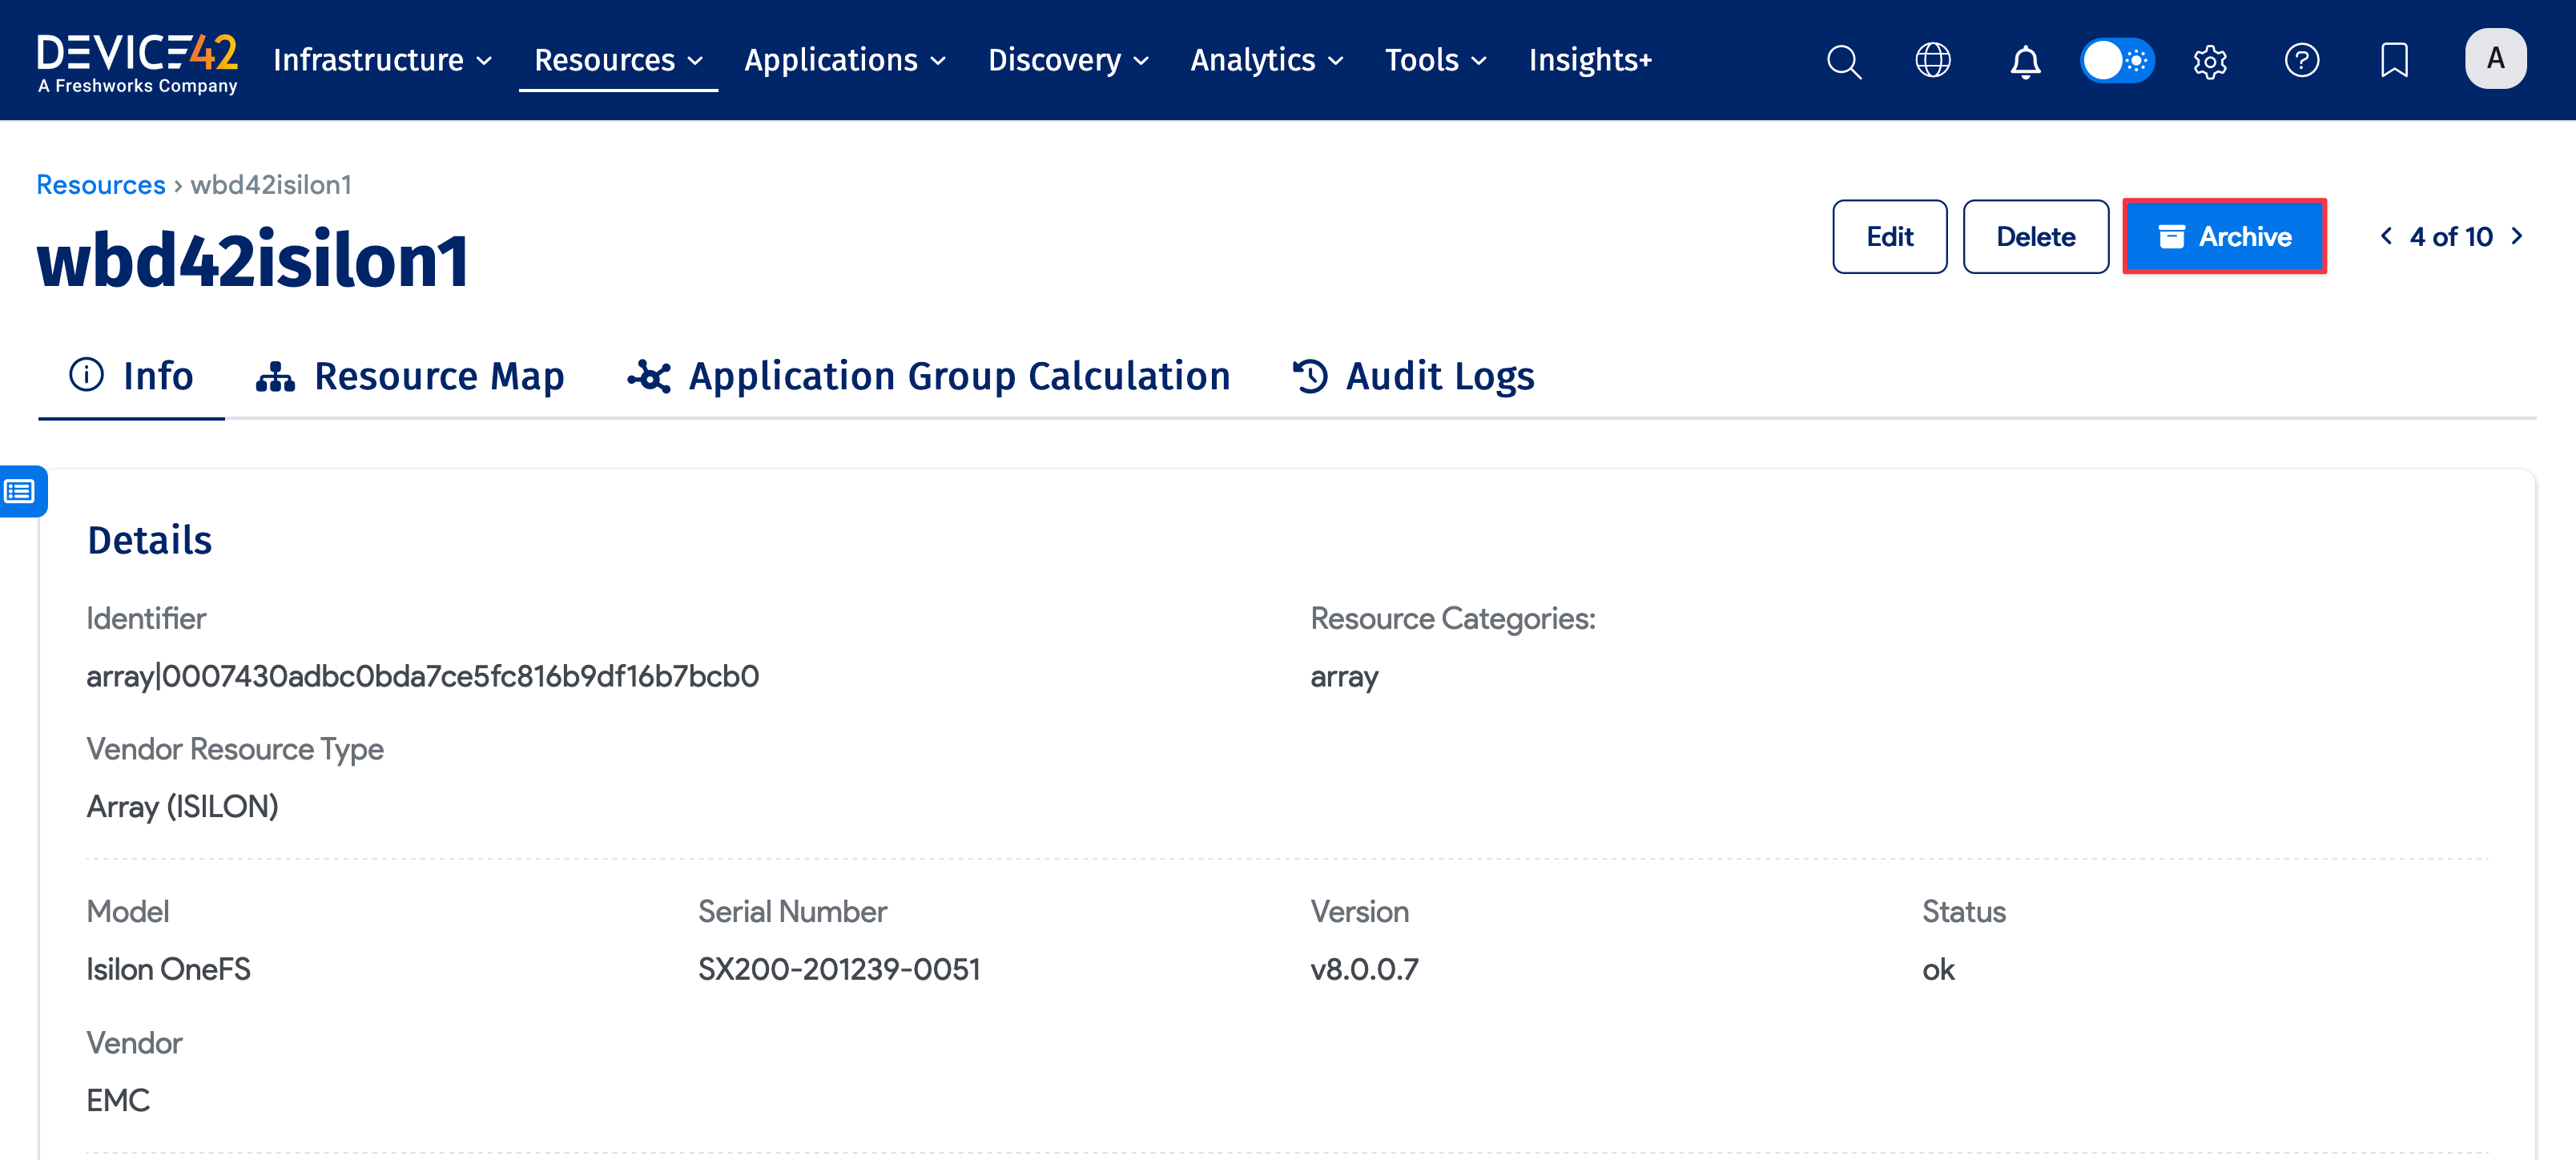 DEVICE42
A Freshworks Company
Infrastructure Resources Applications Discovery Analytics Tools Insights+
A
Resources › wbd42isilon1
wbd42isilon1
Edit Delete Archive 4 of 10
Info Resource Map Application Group Calculation Audit Logs
Details
Identifier Resource Categories:
array|0007430adbc0bda7ce5fc816b9df16b7bcb0 array
Vendor Resource Type
Array (ISILON)
Model Serial Number Version Status
Isilon OneFS SX200-201239-0051 v8.0.0.7 ok
Vendor
EMC